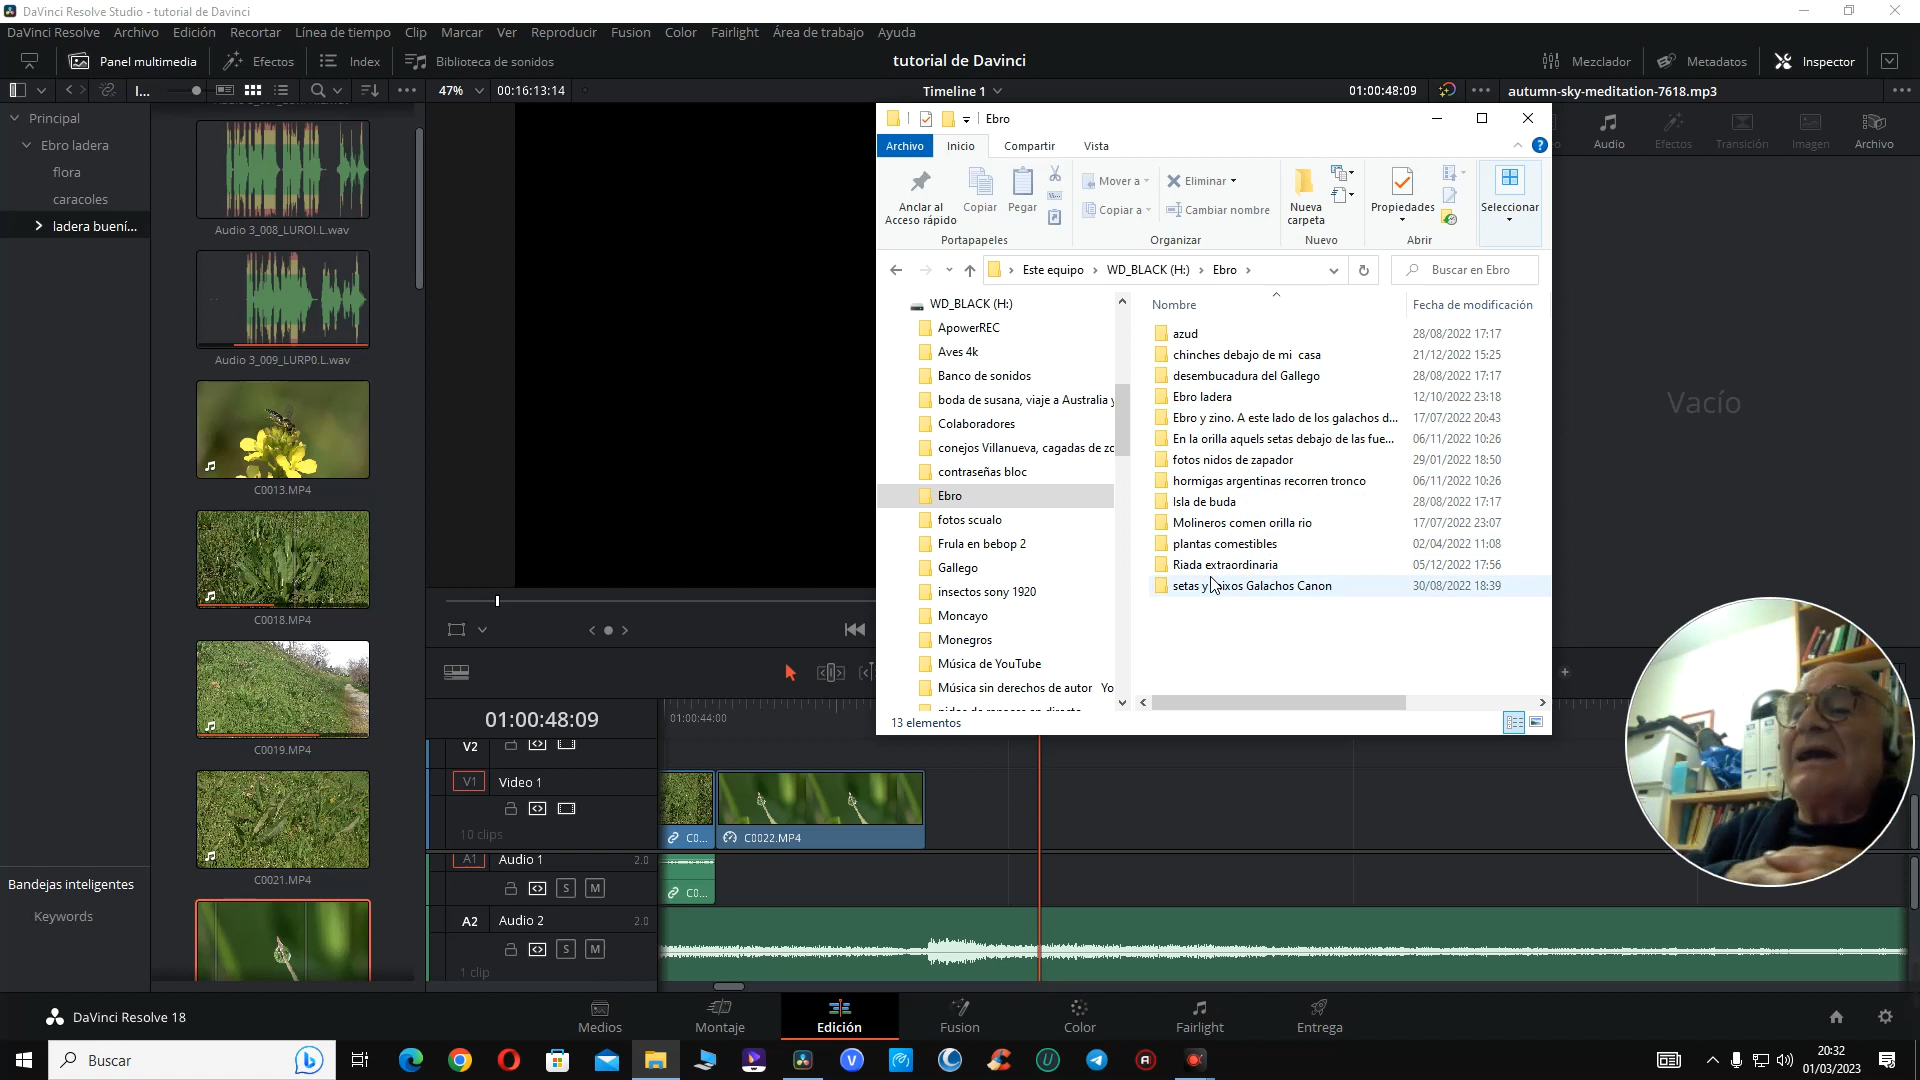 DaVinci Resolve Studio - tutorial de Davinci
DaVinci Resolve Archivo Edición Recortar Línea de tiempo Clip Marcar Ver Reproducir Fusion Color Fairlight Área de trabajo Ayuda
Panel multimedia Efectos Index Biblioteca de sonidos
tutorial de Davinci
Mezclador Metadatos Inspector
I... 47% 00:16:13:14 Timeline 1 01:00:48:09 autumn-sky-meditation-7618.mp3
Principal
Ebro ladera
flora
caracoles
ladera buení...
Audio 3_008_LUROI.L.wav
Audio 3_009_LURP0.L.wav
C0013.MP4
C0018.MP4
C0019.MP4
C0021.MP4
Bandejas inteligentes
Keywords
Ebro
Archivo Inicio Compartir Vista
Anclar al
Acceso rápido
Copiar
Pegar
Portapapeles
Mover a
Copiar a
Eliminar
Cambiar nombre
Organizar
Nueva
carpeta
Nuevo
Propiedades
Abrir
Seleccionar
Este equipo WD_BLACK (H:) Ebro
Buscar en Ebro
WD_BLACK (H:)
ApowerREC
Aves 4k
Banco de sonidos
boda de susana, viaje a Australia y
Colaboradores
conejos Villanueva, cagadas de zo
contraseñas bloc
Ebro
fotos scualo
Frula en bebop 2
Gallego
insectos sony 1920
Moncayo
Monegros
Música de YouTube
Música sin derechos de autor Yo
Nombre Fecha de modificación
azud 28/08/2022 17:17
chinches debajo de mi casa 21/12/2022 15:25
desembucadura del Gallego 28/08/2022 17:17
Ebro ladera 12/10/2022 23:18
Ebro y zino. A este lado de los galachos d... 17/07/2022 20:43
En la orilla aquels setas debajo de las fue... 06/11/2022 10:26
fotos nidos de zapador 29/01/2022 18:50
hormigas argentinas recorren tronco 06/11/2022 10:26
Isla de buda 28/08/2022 17:17
Molineros comen orilla rio 17/07/2022 23:07
plantas comestibles 02/04/2022 11:08
Riada extraordinaria 05/12/2022 17:56
setas y Galachos Canon 30/08/2022 18:39
13 elementos
Audio Efectos Transición Imagen Archivo
Vacío
01:00:48:09
01:00:44:00
V2
V1 Video 1
10 clips
C0...
C0022.MP4
A1 Audio 1 2.0
S M
C0...
A2 Audio 2 2.0
S M
1 clip
DaVinci Resolve 18
Medios Montaje Edición Fusion Color Fairlight Entrega
Buscar
20:32
01/03/2023